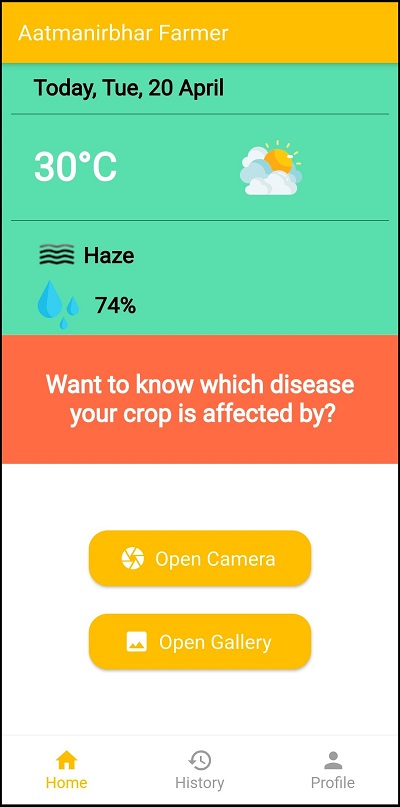 Aatmanirbhar Farmer
Today, Tue, 20 April
30°C
Haze
74%
Want to know which disease
your crop is affected by?
Open Camera
Open Gallery
Home
History
Profile